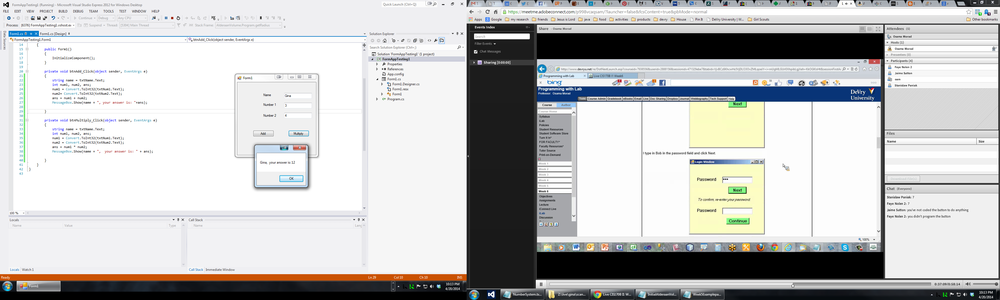 FormAppTesting1 (Running) - Microsoft Visual Studio Express 2012 for Windows Desktop
Quick Launch (Ctrl+Q)
FILE EDIT VIEW PROJECT BUILD DEBUG TEAM TOOLS TEST WINDOW HELP
Continue Debug Any CPU
Process: [6376] FormAppTesting1.vshost.ex Suspend Thread: [5304] Main Thread Stack Frame: AlderaanVolume.Program.getRadius
Data Sources
Form1.cs Form1.cs [Design]
FormAppTesting1.Form1 btnAdd_Click(object sender, EventArgs e)
14 {
15 public Form1()
16 {
17 InitializeComponent();
18 }
19
20 private void btnAdd_Click(object sender, EventArgs e)
21 {
22 string name = txtName.Text;
23 int num1, num2, ans;
24 num1 = Convert.ToInt32(txtNum1.Text);
25 num2= Convert.ToInt32(txtNum2.Text);
26 ans = num1 + num2;
27 MessageBox.Show(name + ", your answer is: "+ans);
28
29 }
30
31 private void btnMultiply_Click(object sender, EventArgs e)
32 {
33 string name = txtName.Text;
34 int num1, num2, ans;
35 num1 = Convert.ToInt32(txtNum1.Text);
36 num2 = Convert.ToInt32(txtNum2.Text);
37 ans = num1 * num2;
38 MessageBox.Show(name + ",  your answer is: " + ans);
39
40 }
41 }
42 }
43
100 %
Form1
Name Gina
Number 1 3
Number 2 4
Add Multiply
Gina,  your answer is: 12
OK
Solution Explorer
Search Solution Explorer (Ctrl+;)
Solution 'FormAppTesting1' (1 project)
FormAppTesting1
Properties
References
App.config
Form1.cs
Form1.Designer.cs
Form1.resx
Form1
Program.cs
Locals
Name Value Type
Call Stack
Name Lang
Locals Watch 1
Call Stack Immediate Window
Ready Ln 29 Col 10 Ch 10 INS
Form1
10:13 PM
4/20/2014
https://meetme.adobeconnect.com/p998vcaqsam/?launcher=false&fcsContent=true&pbMode=normal
Apps Google my research friends Jesus is Lord java food activities products devry House Pin It DeVry University | W... Girl Scouts Other bookmarks
Events Index
Search
Filter Events
Chat Messages
Sharing [0:00:00]
Share - Osama Morad
Programming with Lab Live CIS170B I1 Week6
bing
Programming with Lab
Professor: Osama Morad
DeVry
University
Tools Course Admin Gradebook eBooks Email Live Doc Sharing Dropbox Journal Webliography Tech Support Help
Course Author
Course Home
Syllabus
iLab
Policies
Student Resources
Student Software Store
Turn It In*
FOR FACULTY*
Faculty Resources*
Tutor Source
Print-on-Demand
Week 1
Week 2
Week 3
Week 4
Week 5
Week 6
Objectives
Assignments
Lecture
iConnect Live
iLab
Discussion
Next
I type in Bob in the password field and click Next.
Login Window
Password ***
Next
To confirm, re-enter your password.
Password
Continue
100%
Attendees (5)
Osama Morad
Hosts (1)
Osama Morad
Presenters (0)
Participants (4)
Faye Nolen 2
Jaime Sutton
oam
Stanislaw Paniak
Files
Name Size
Download File(s)
Chat (Everyone)
Stanislaw Paniak: 7
Faye Nolen 2: 7
Jaime Sutton: you've not coded the button to do anything
Faye Nolen 2: you didn't program the button
0:37:09/0:58:14
NumberSystem.tx... Z:\live\gina\scan... Live CIS170B I1 W... InitialAlderaanVol... Week5Examplepa...
10:13 PM
4/20/2014